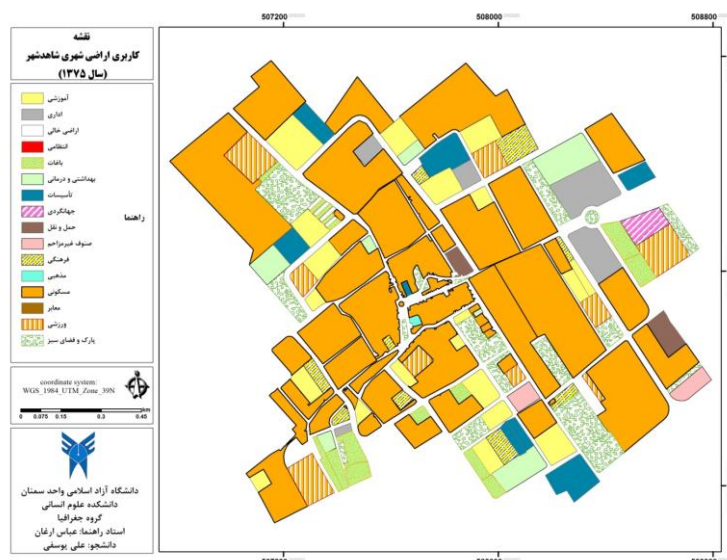 507200 508000 508800
نقشه
کاربری اراضی شهری شاهدشهر
(سال ۱۳۷۵)
آموزشی
اداری
اراضی خالی
انتظامی
باغات
بهداشتی و درمانی
تأسیسات
جهانگردی
حمل و نقل
صنوف غیرمزاحم
فرهنگی
مذهبی
مسکونی
معابر
ورزشی
پارک و فضای سبز
راهنما
coordinate system:
WGS_1984_UTM_Zone_39N
km
0 0.075 0.15 0.3 0.45
دانشگاه آزاد اسلامی واحد سمنان
دانشکده علوم انسانی
گروه جغرافیا
استاد راهنما: عباس ارغان
دانشجو: علی یوسفی